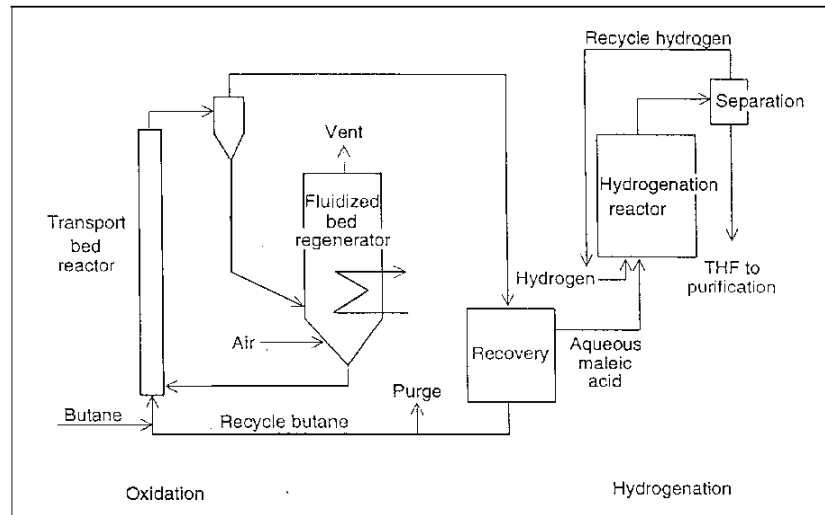 Recycle hydrogen
Separation
Vent
Fluidized
bed
regenerator
Hydrogenation
reactor
Transport
bed
reactor
Hydrogen
THF to
purification
Air
Recovery
Aqueous
maleic
acid
Purge
Butane
Recycle butane
Oxidation
Hydrogenation